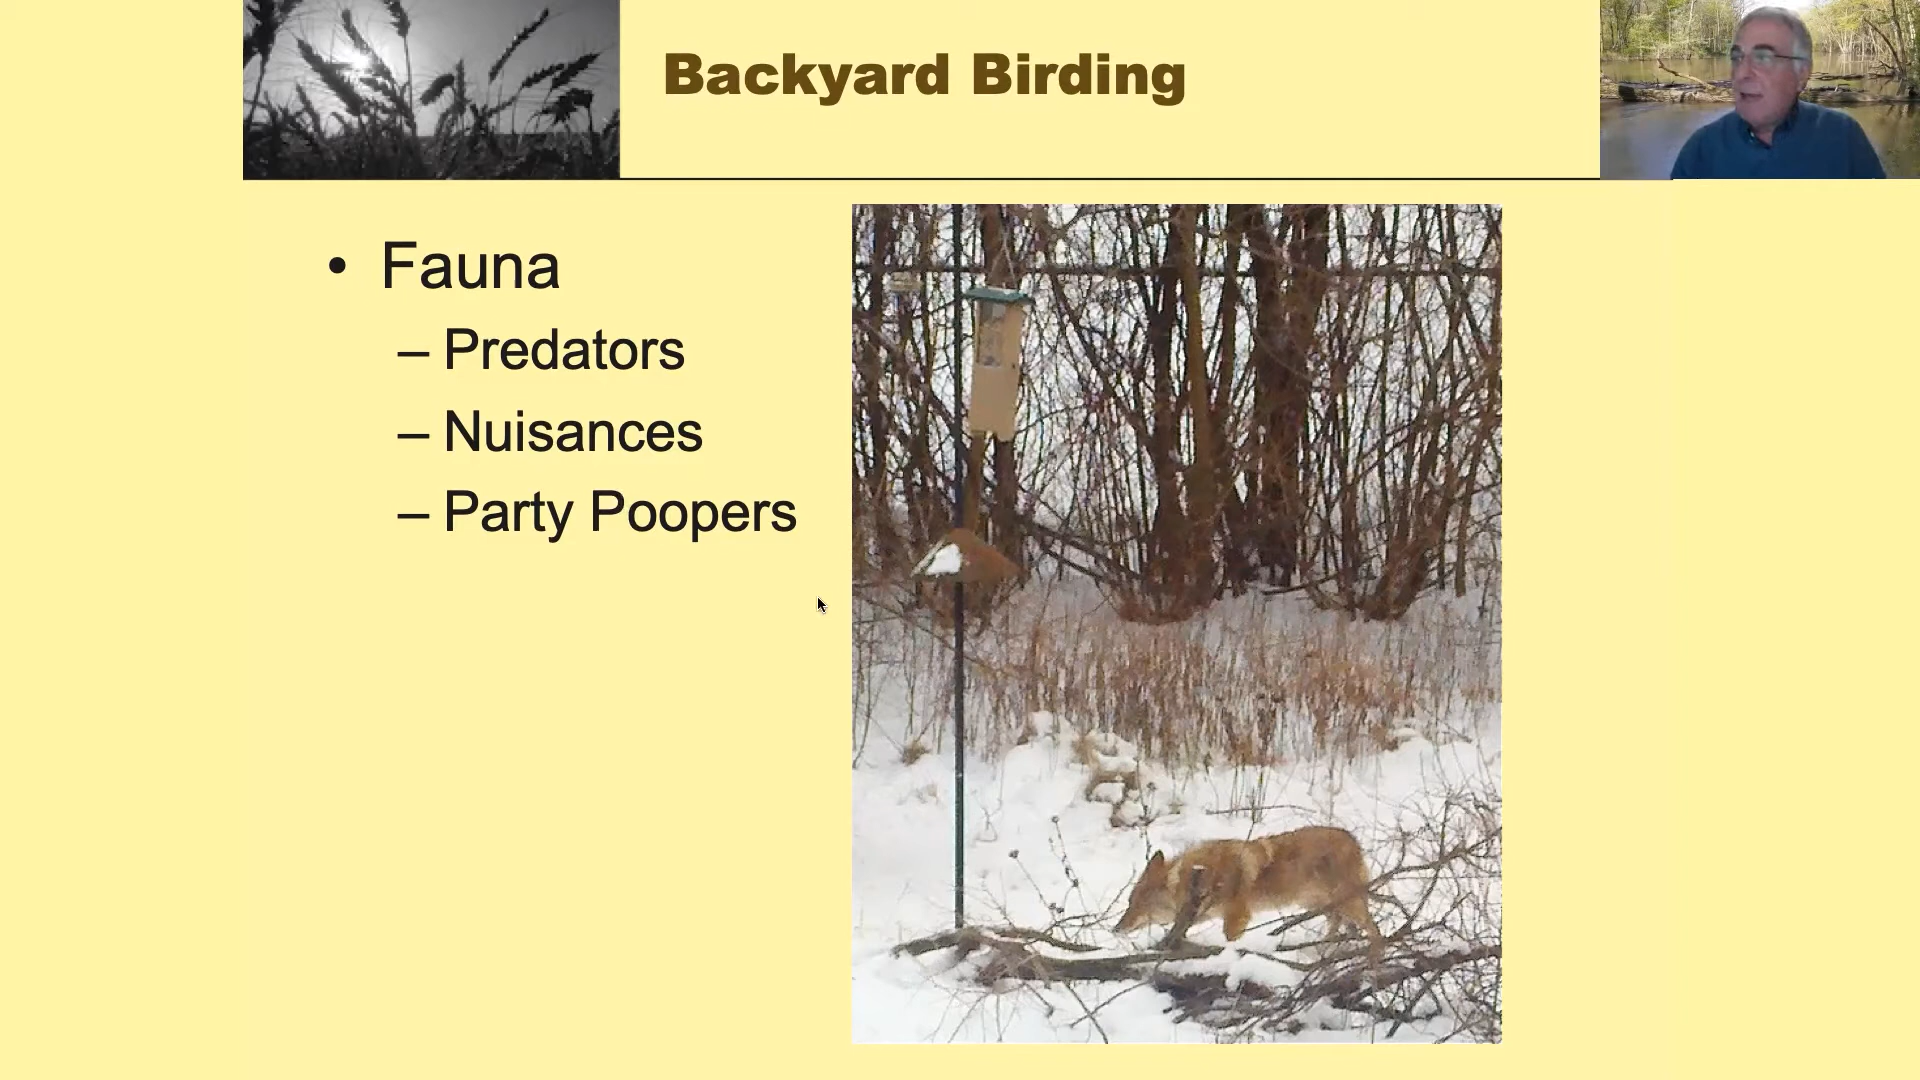 Backyard Birding
• Fauna
– Predators
– Nuisances
– Party Poopers